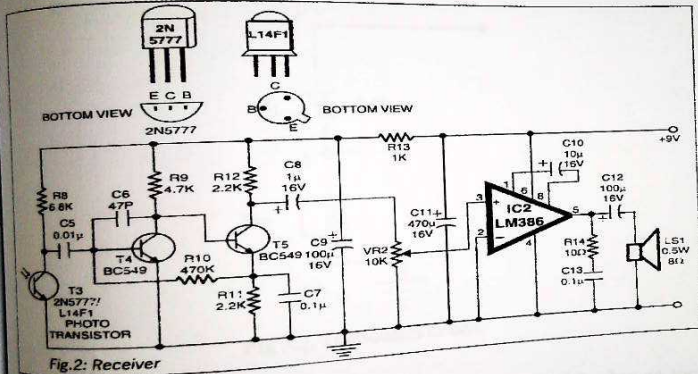 2N
5777
L14F1
E C B
C
BOTTOM VIEW
B
BOTTOM VIEW
2N5777
E
+9V
R13
1K
C10
10µ
16V
R8
6.8K
C6
47P
R9
4.7K
R12
2.2K
C8
1µ
16V
C12
100µ
16V
C5
0.01µ
1
6
8
3
+
IC2
LM386
5
2
-
4
T4
BC549
T5
BC549
R10
470K
C9
100µ
16V
VR2
10K
C11
470µ
16V
R14
10Ω
LS1
0.5W
8Ω
T3
2N5777/
L14F1
PHOTO
TRANSISTOR
R11
2.2K
C7
0.1µ
C13
0.1µ
Fig.2: Receiver